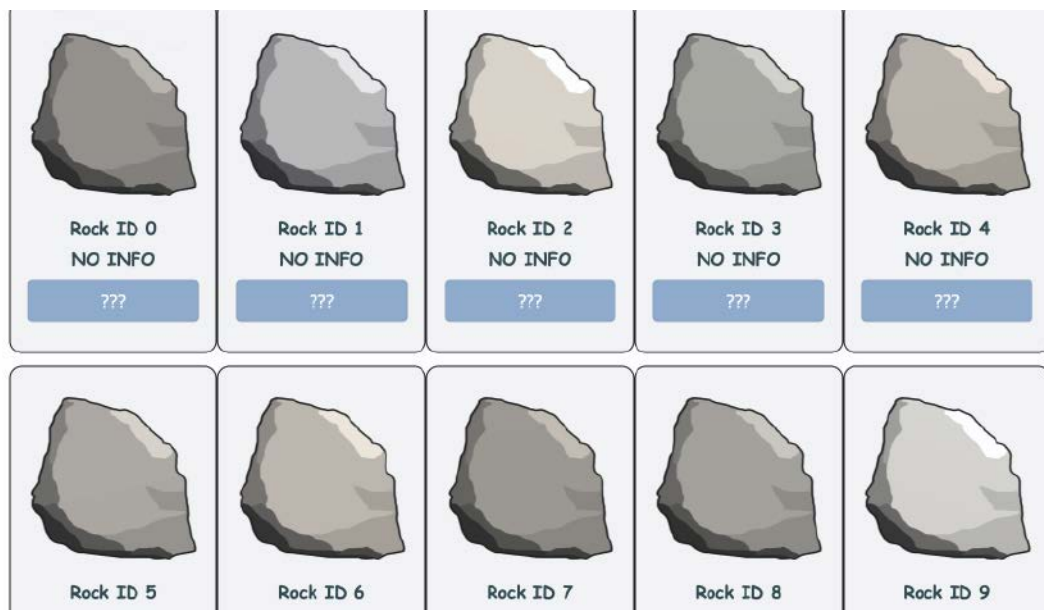 Rock ID 0
Rock ID 1
Rock ID 2
Rock ID 3
Rock ID 4
NO INFO
NO INFO
NO INFO
NO INFO
NO INFO
???
???
???
???
???
Rock ID 5
Rock ID 6
Rock ID 7
Rock ID 8
Rock ID 9